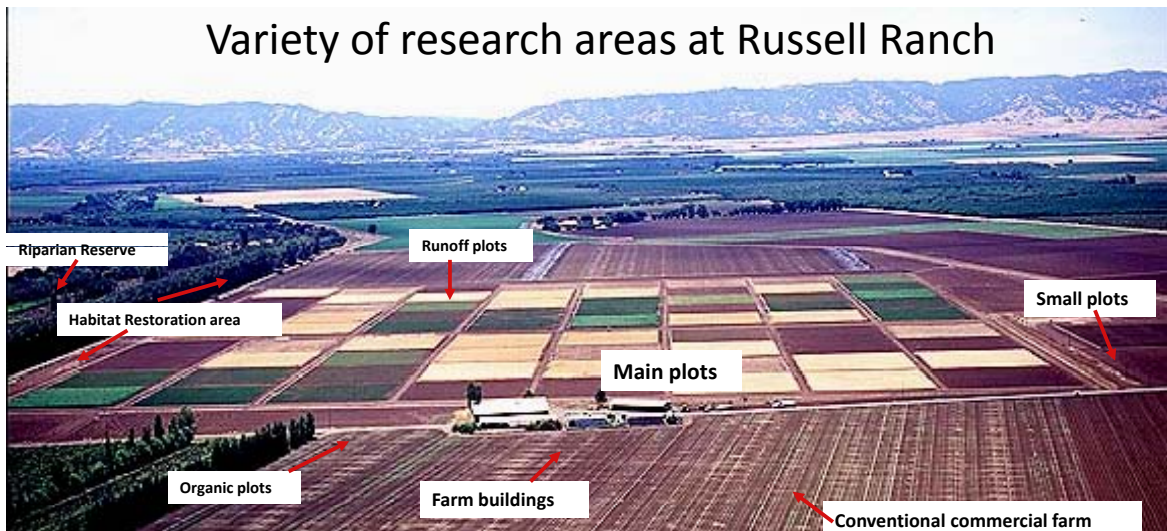 Variety of research areas at Russell Ranch
Riparian Reserve
Runoff plots
Habitat Restoration area
Small plots
Main plots
Organic plots
Farm buildings
Conventional commercial farm